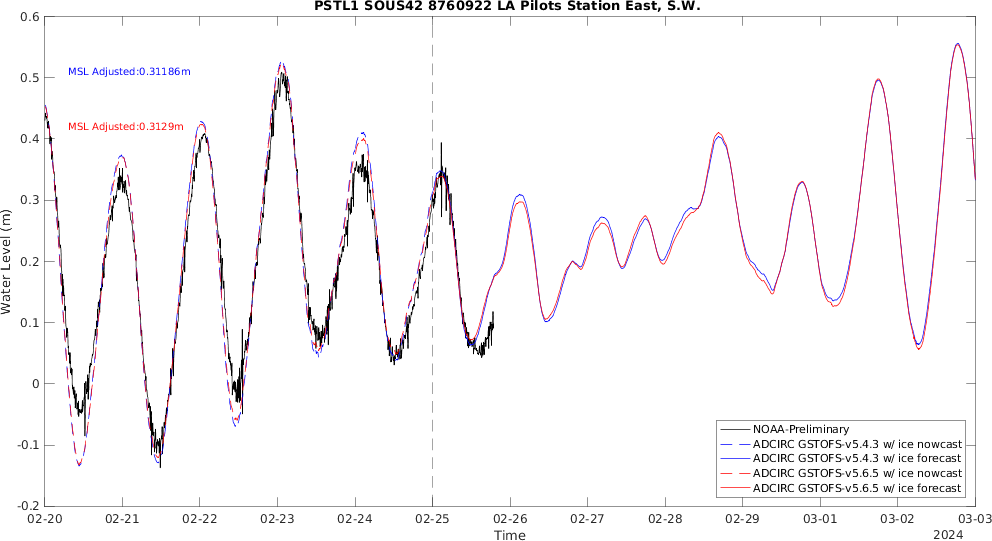 PSTL1 SOUS42 8760922 LA Pilots Station East, S.W.
0.6
0.5
0.4
0.3
0.2
0.1
0
-0.1
-0.2
Water Level (m)
MSL Adjusted:0.31186m
MSL Adjusted:0.3129m
NOAA-Preliminary
ADCIRC GSTOFS-v5.4.3 w/ ice nowcast
ADCIRC GSTOFS-v5.4.3 w/ ice forecast
ADCIRC GSTOFS-v5.6.5 w/ ice nowcast
ADCIRC GSTOFS-v5.6.5 w/ ice forecast
02-20 02-21 02-22 02-23 02-24 02-25 02-26 02-27 02-28 02-29 03-01 03-02 03-03
Time
2024